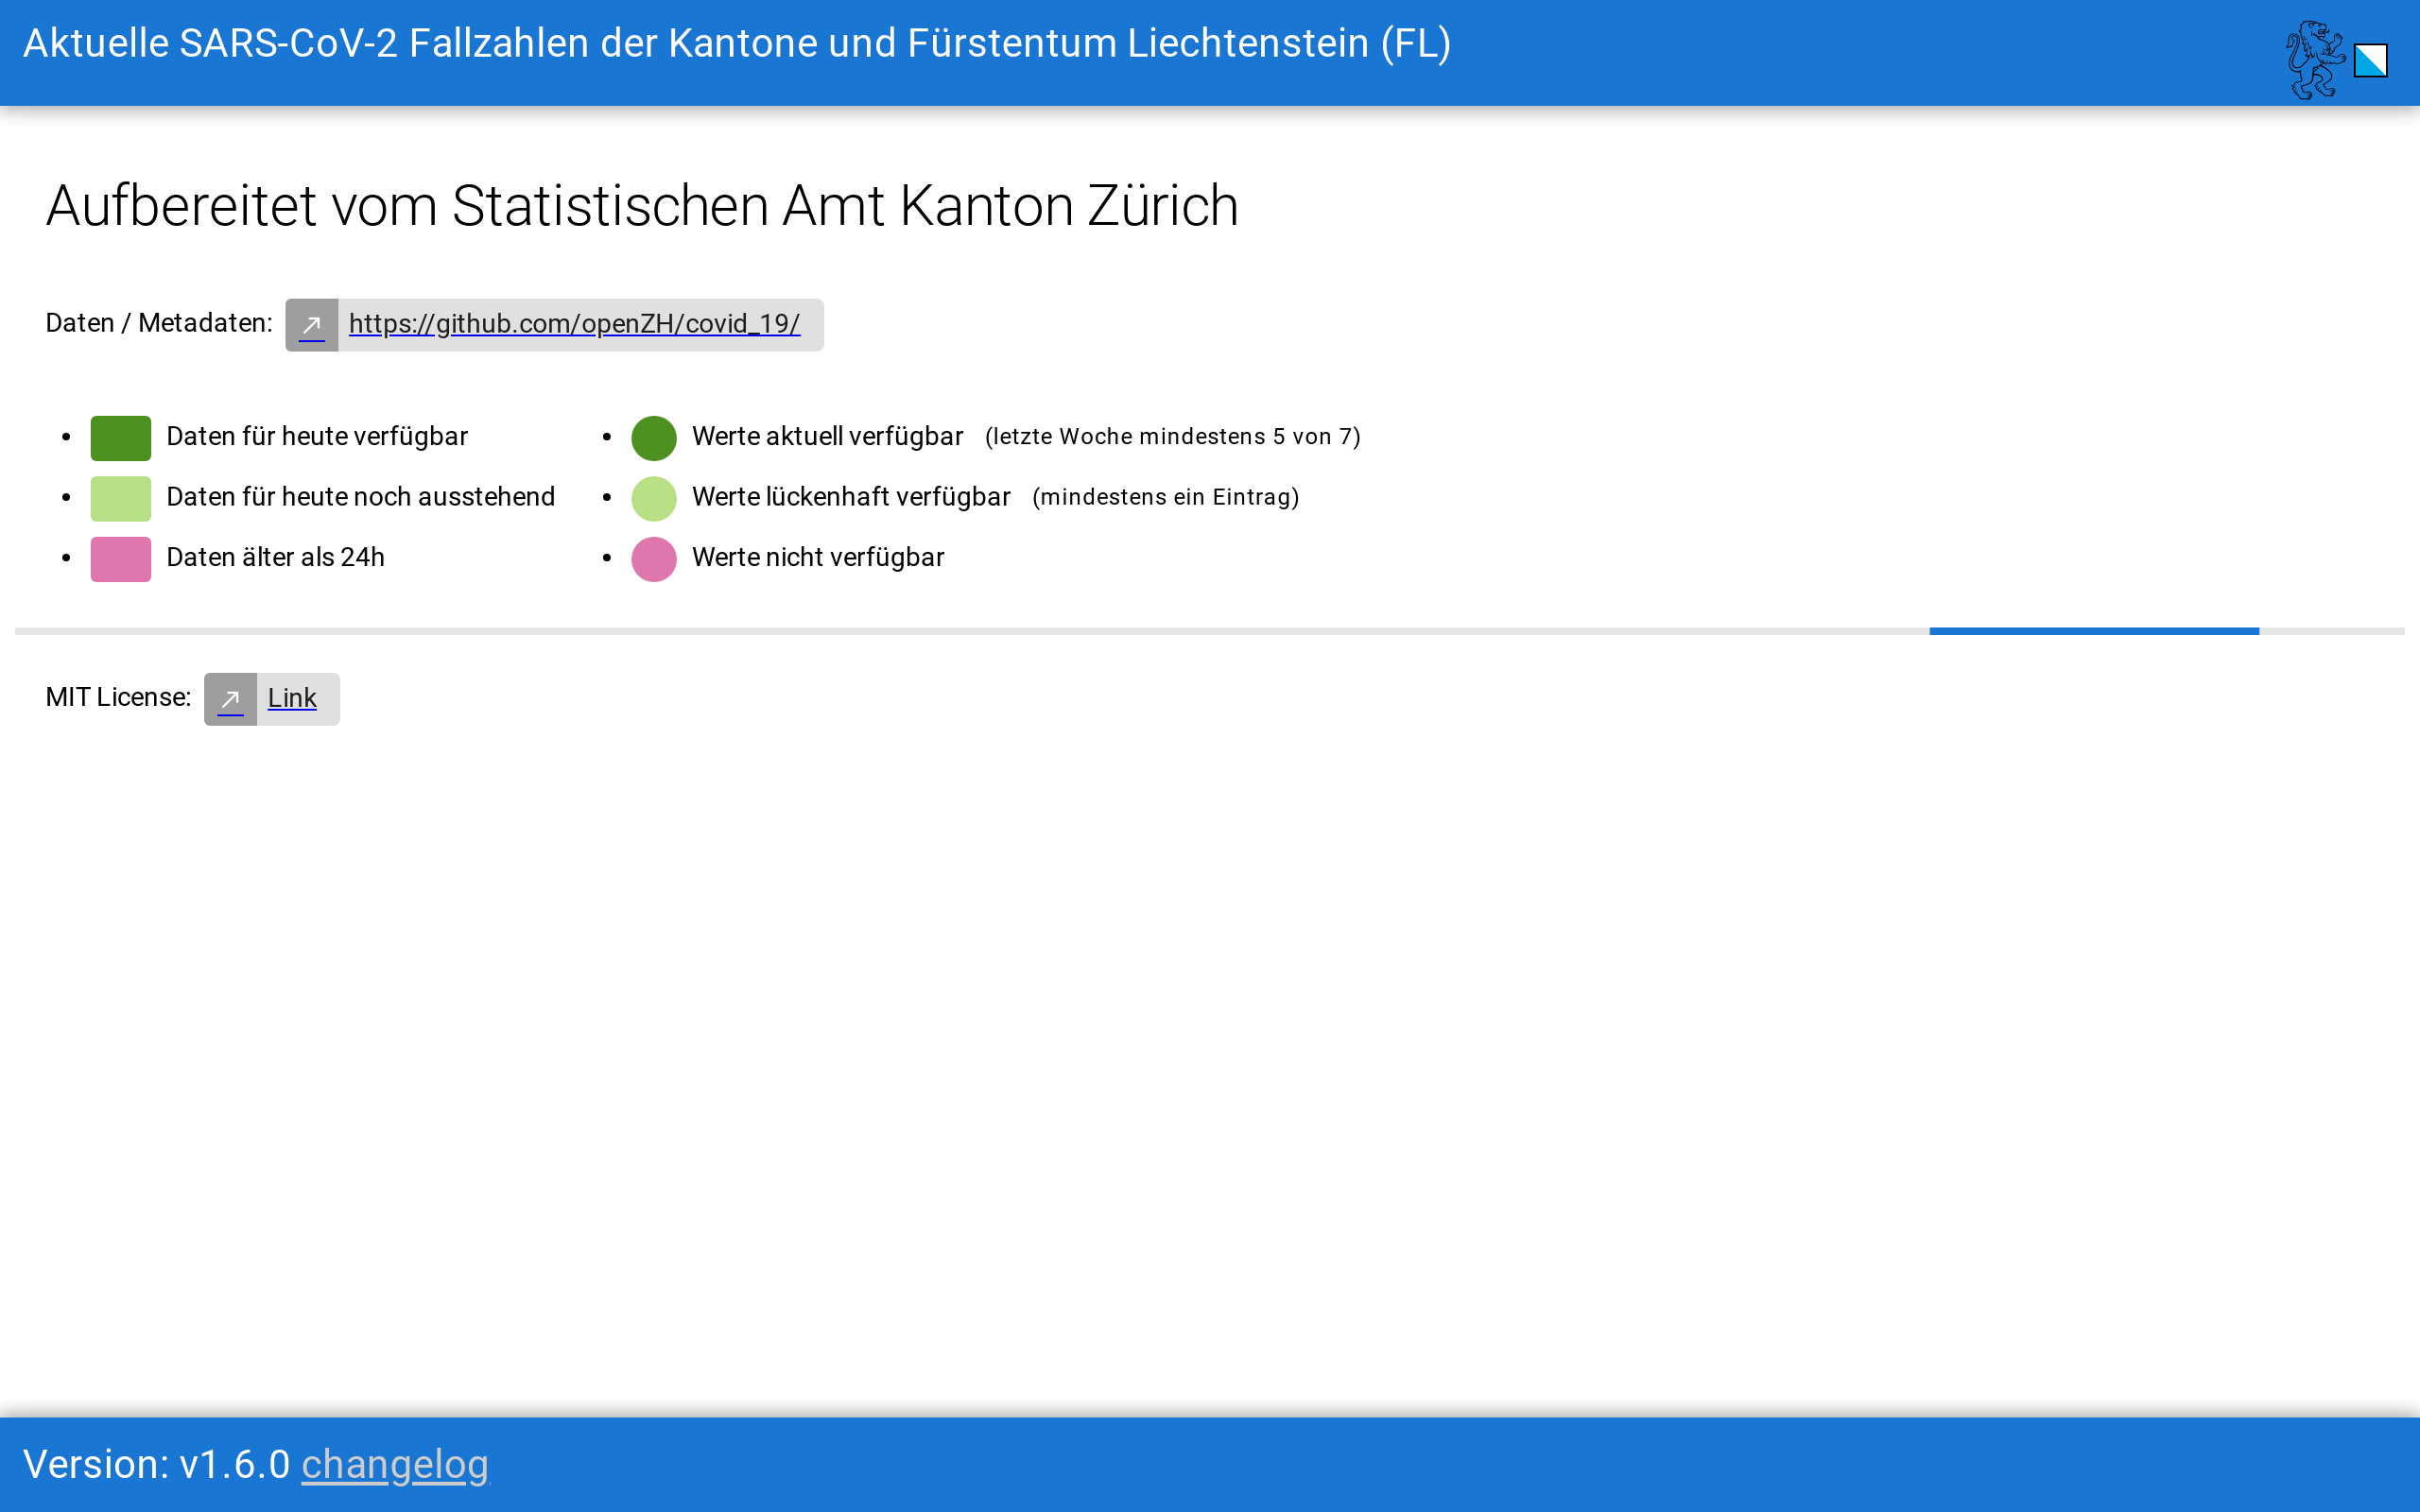 Aktuelle SARS-CoV-2 Fallzahlen der Kantone und Fürstentum Liechtenstein (FL)
Aufbereitet vom Statistischen Amt Kanton Zürich
Daten / Metadaten: https://github.com/openZH/covid_19/
Daten für heute verfügbar
Daten für heute noch ausstehend
Daten älter als 24h
Werte aktuell verfügbar (letzte Woche mindestens 5 von 7)
Werte lückenhaft verfügbar (mindestens ein Eintrag)
Werte nicht verfügbar
MIT License: Link
Version: v1.6.0 changelog